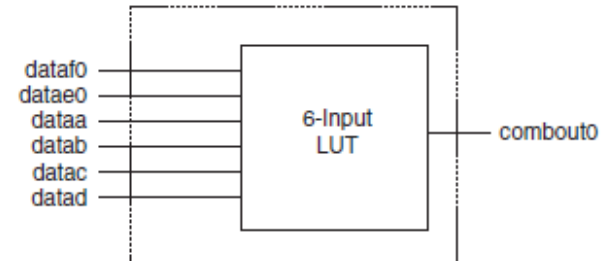 dataf0
datae0
dataa
datab
datac
datad
6-Input
LUT
combout0